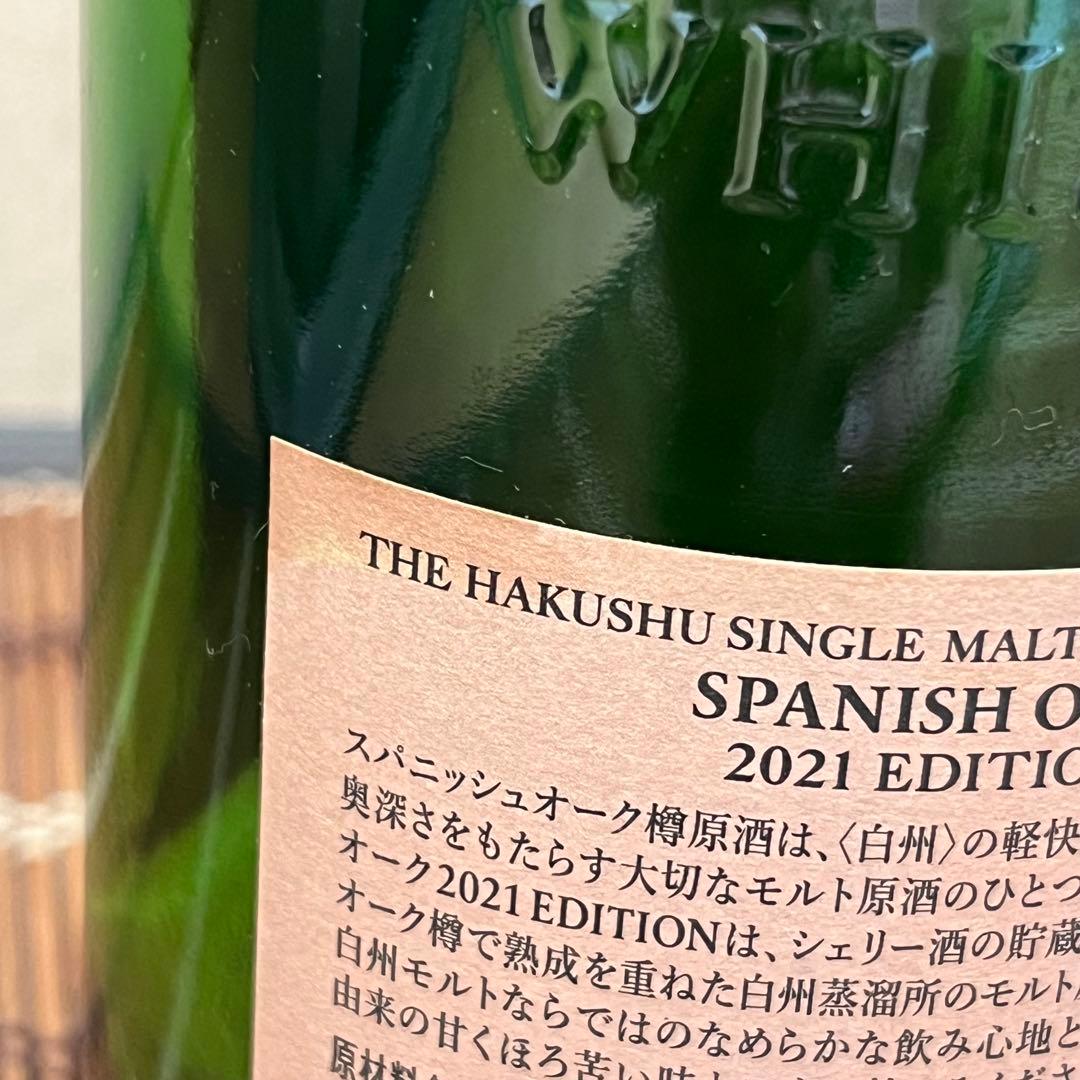 WHI
THE HAKUSHU SINGLE MALT
SPANISH O
2021 EDITIO
スパニッシュオーク樽原酒は、〈白州〉の軽快
奥深さをもたらす大切なモルト原酒のひとつ
オーク2021 EDITIONは、シェリー酒の貯蔵
オーク樽で熟成を重ねた白州蒸溜所のモルト
白州モルトならではのなめらかな飲み心地と
由来の甘くほろ苦い味
原材料